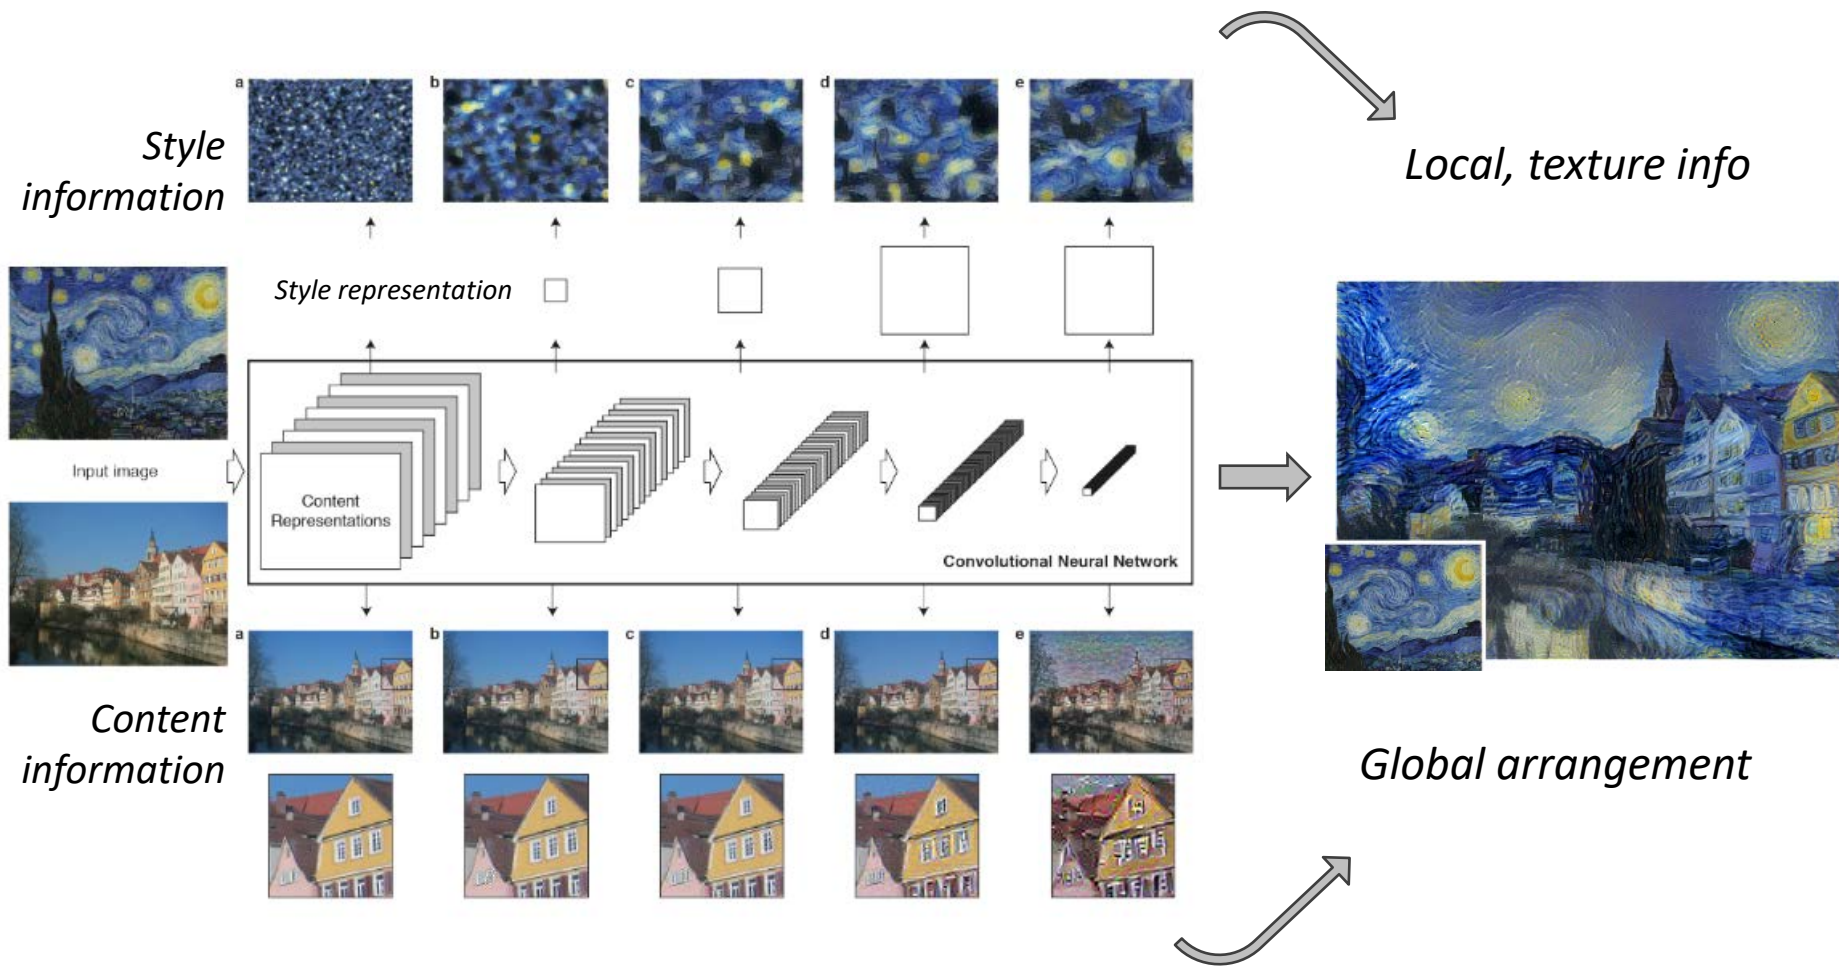 a
b
c
d
e
Style
information
Local, texture info
Style representation
Input image
Content
Representations
Convolutional Neural Network
a
b
c
d
e
Content
information
Global arrangement